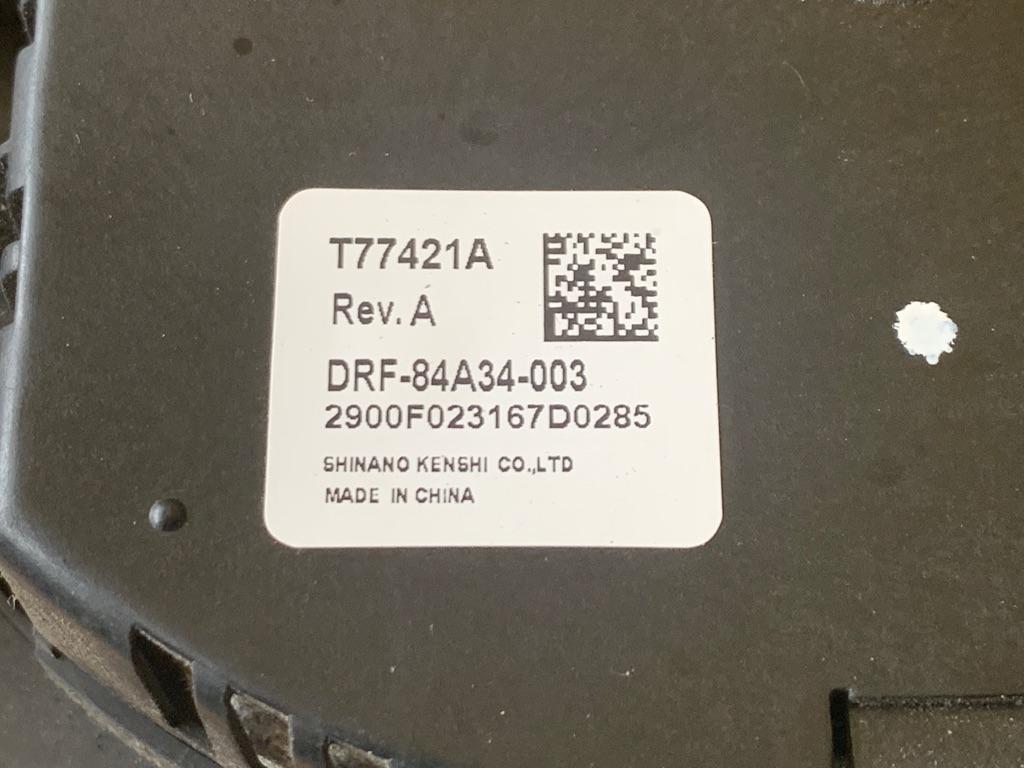 T77421A
Rev. A
DRF-84A34-003
2900F023167D0285
SHINANO KENSHI CO.,LTD
MADE IN CHINA